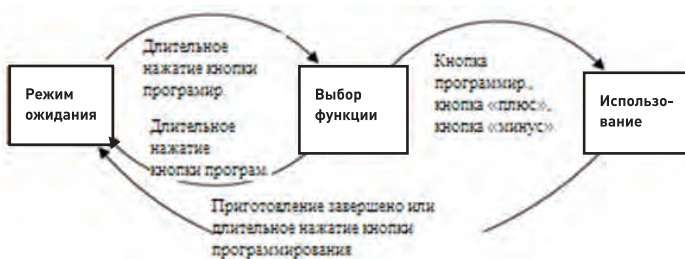 Длительное
нажатие кнопки
програмир.
Режим
ожидания
Выбор
функции
Кнопка
программир.,
кнопка «плюс»,
кнопка «минус»
Использо-
вание
Длительное
нажатие
кнопки програм.
Приготовление завершено или
длительное нажатие кнопки
программирования